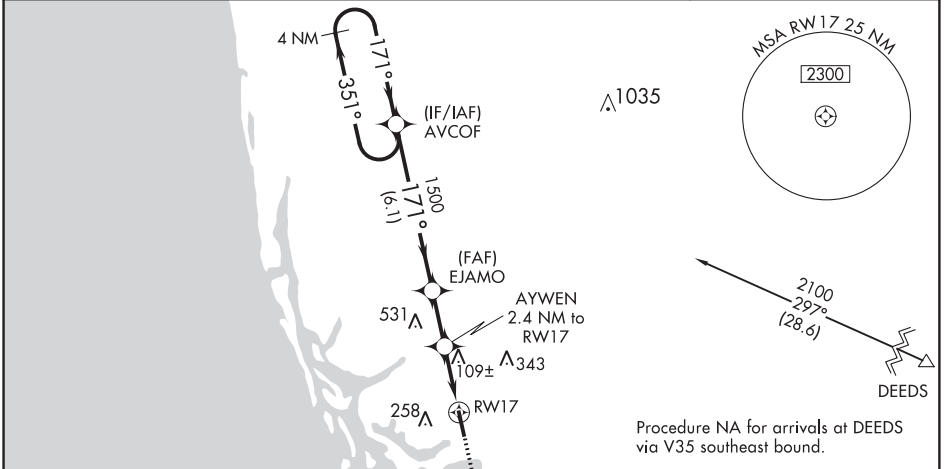 4 NM
171°
351°
(IF/IAF)
AVCOF
1035
MSA RW17 25 NM
2300
1500
171°
(6.1)
(FAF)
EJAMO
531
AYWEN
2.4 NM to
RW17
109±
343
258
RW17
2100
297°
(28.6)
DEEDS
Procedure NA for arrivals at DEEDS
via V35 southeast bound.